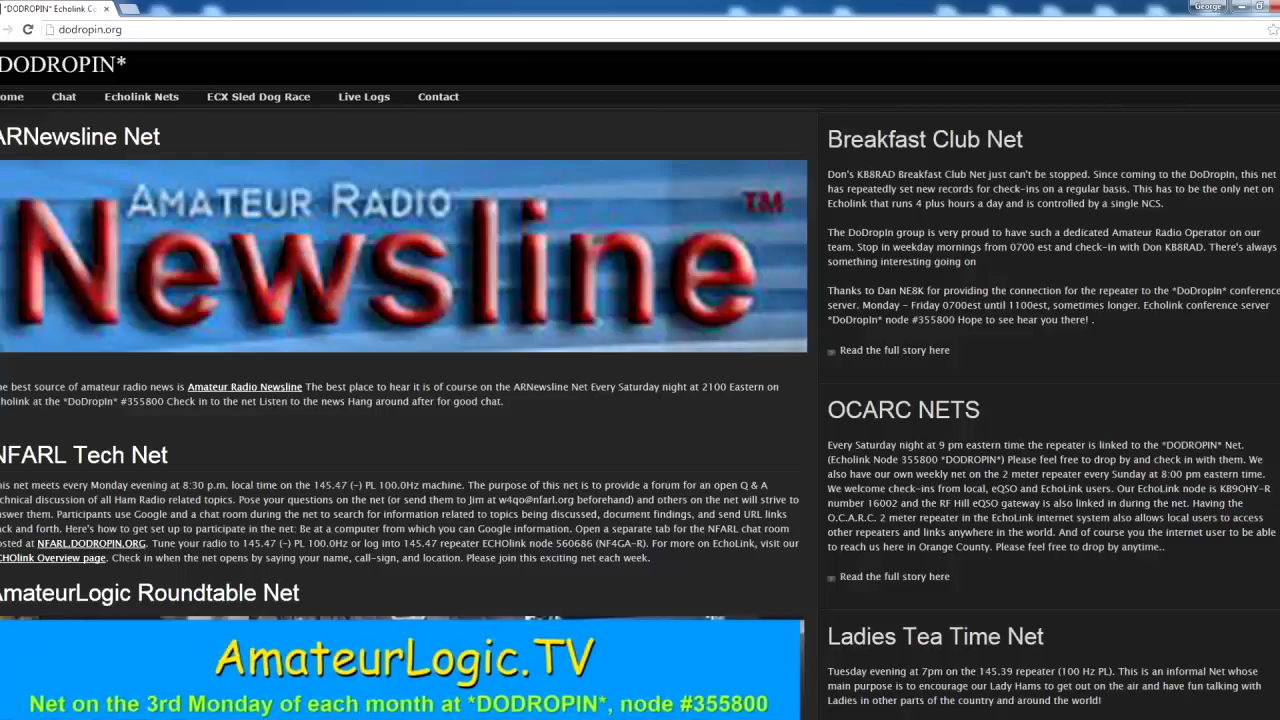 *DODROPIN* Echolink Co
George
dodropin.org
DODROPIN*
ome Chat Echolink Nets ECX Sled Dog Race Live Logs Contact
ARNewsline Net
AMATEUR RADIO
Newsline
TM
he best source of amateur radio news is Amateur Radio Newsline The best place to hear it is of course on the ARNewsline Net Every Saturday night at 2100 Eastern on
cholink at the *DoDropIn* #355800 Check in to the net Listen to the news Hang around after for good chat.
NFARL Tech Net
his net meets every Monday evening at 8:30 p.m. local time on the 145.47 (-) PL 100.0Hz machine. The purpose of this net is to provide a forum for an open Q & A
chnical discussion of all Ham Radio related topics. Pose your questions on the net (or send them to Jim at w4qo@nfarl.org beforehand) and others on the net will strive to
nswer them. Participants use Google and a chat room during the net to search for information related to topics being discussed, document findings, and send URL links
ack and forth. Here's how to get set up to participate in the net: Be at a computer from which you can Google information. Open a separate tab for the NFARL chat room
osted at NFARL.DODROPIN.ORG. Tune your radio to 145.47 (-) PL 100.0Hz or log into 145.47 repeater ECHOlink node 560686 (NF4GA-R). For more on EchoLink, visit our
CHOlink Overview page. Check in when the net opens by saying your name, call-sign, and location. Please join this exciting net each week.
AmateurLogic Roundtable Net
AmateurLogic.TV
Net on the 3rd Monday of each month at *DODROPIN*, node #355800
Breakfast Club Net
Don's KB8RAD Breakfast Club Net just can't be stopped. Since coming to the DoDropin, this net
has repeatedly set new records for check-ins on a regular basis. This has to be the only net on
Echolink that runs 4 plus hours a day and is controlled by a single NCS.
The DoDropIn group is very proud to have such a dedicated Amateur Radio Operator on our
team. Stop in weekday mornings from 0700 est and check-in with Don KB8RAD. There's always
something interesting going on
Thanks to Dan NE8K for providing the connection for the repeater to the *DoDropIn* conference
server. Monday - Friday 0700est until 1100est, sometimes longer. Echolink conference server
*DoDropIn* node #355800 Hope to see hear you there! .
Read the full story here
OCARC NETS
Every Saturday night at 9 pm eastern time the repeater is linked to the *DODROPIN* Net.
(Echolink Node 355800 *DODROPIN*) Please feel free to drop by and check in with them. We
also have our own weekly net on the 2 meter repeater every Sunday at 8:00 pm eastern time.
We welcome check-ins from local, eQSO and EchoLink users. Our EchoLink node is KB9OHY-R
number 16002 and the RF Hill eQSO gateway is also linked in during the net. Having the
O.C.A.R.C. 2 meter repeater in the EchoLink internet system also allows local users to access
other repeaters and links anywhere in the world. And of course you the internet user to be able
to reach us here in Orange County. Please feel free to drop by anytime..
Read the full story here
Ladies Tea Time Net
Tuesday evening at 7pm on the 145.39 repeater (100 Hz PL). This is an informal Net whose
main purpose is to encourage our Lady Hams to get out on the air and have fun talking with
Ladies in other parts of the country and around the world!